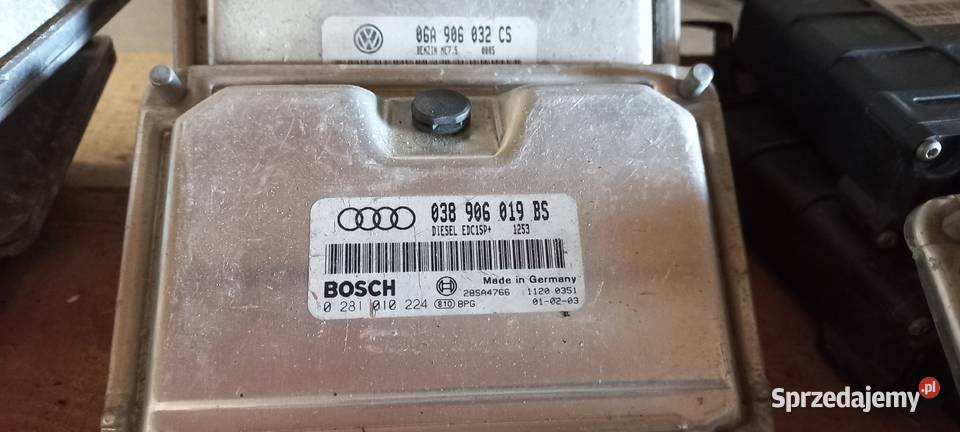 06A 906 032 CS
BENZIN ME7.5 0005
038 906 019 BS
DIESEL EDC15P+ 1253
BOSCH
Made in Germany
28SA4766 1120 0351
0 281 010 224 e1D BPG 01-02-03
Sprzedajemy.pl